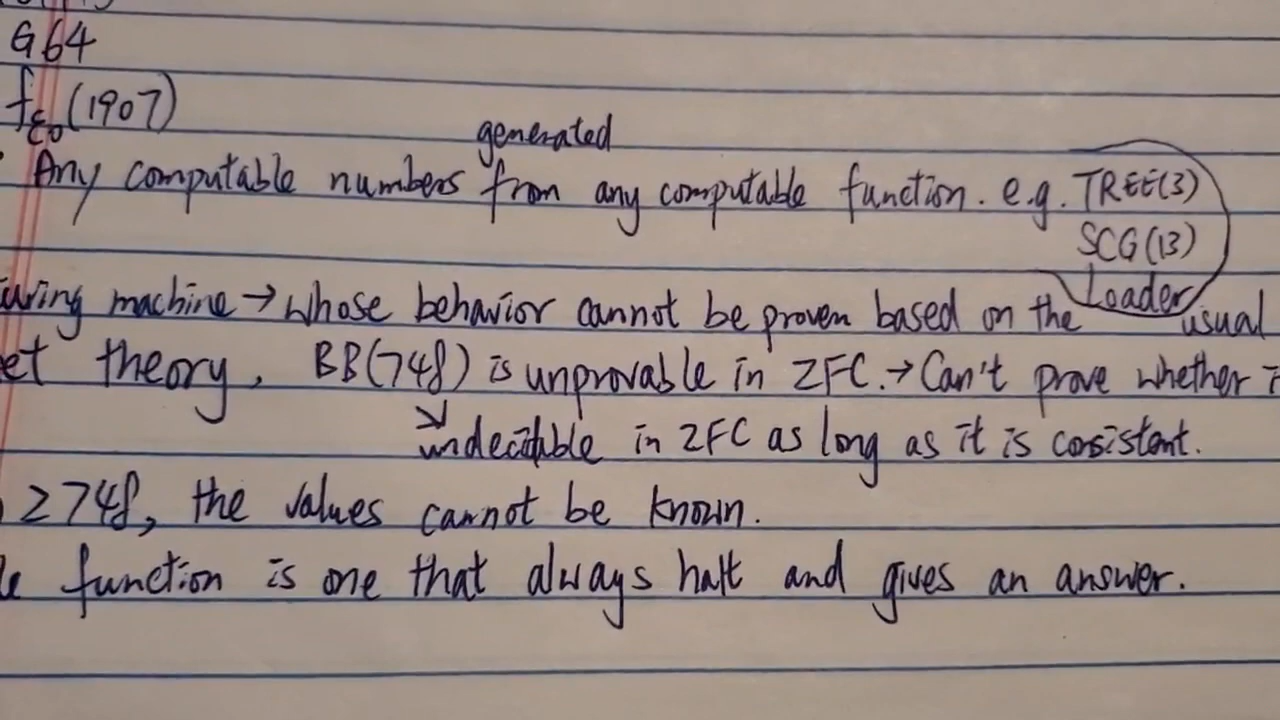 G64
fε₀(1907)
generated
Any computable numbers from any computable function. e.g. TREE(3)
SCG(13)
Loader
uring machine → whose behavior cannot be proven based on the usual
et theory. BB(748) is unprovable in ZFC. → Can't prove whether
undecidable in ZFC as long as it is cosistent.
≥748, the values cannot be known.
function is one that always halt and gives an answer.